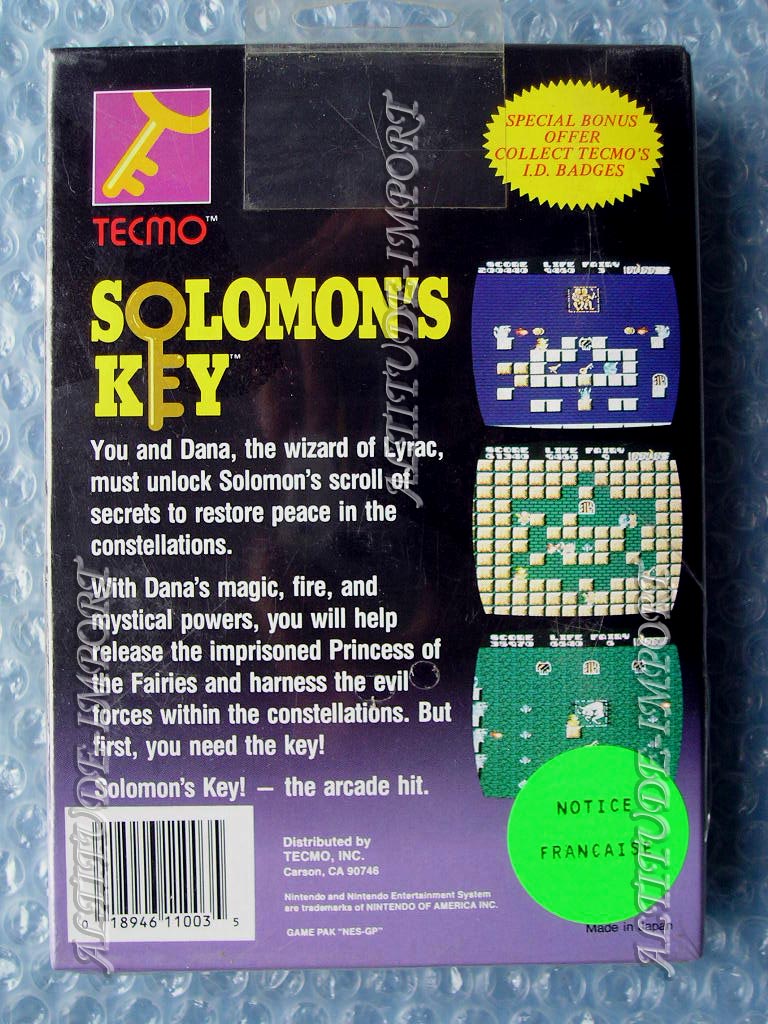 TECMO™
SPECIAL BONUS
OFFER
COLLECT TECMO'S
I.D. BADGES
SOLOMON'S
KEY™
You and Dana, the wizard of Lyrac,
must unlock Solomon's scroll of
secrets to restore peace in the
constellations.
With Dana's magic, fire, and
mystical powers, you will help
release the imprisoned Princess of
the Fairies and harness the evil
forces within the constellations. But
first, you need the key!
Solomon's Key! – the arcade hit.
SCORE LIFE FAIRY
SCORE LIFE FAIRY
SCORE LIFE FAIRY
NOTICE
FRANCAISE
0 18946 11003 5
Distributed by
TECMO, INC.
Carson, CA 90746
Nintendo and Nintendo Entertainment System
are trademarks of NINTENDO OF AMERICA INC.
GAME PAK "NES-GP"
Made in Japan
ALTITUDE-IMPORT
ALTITUDE-IMPORT
ALTITUDE-IMPORT